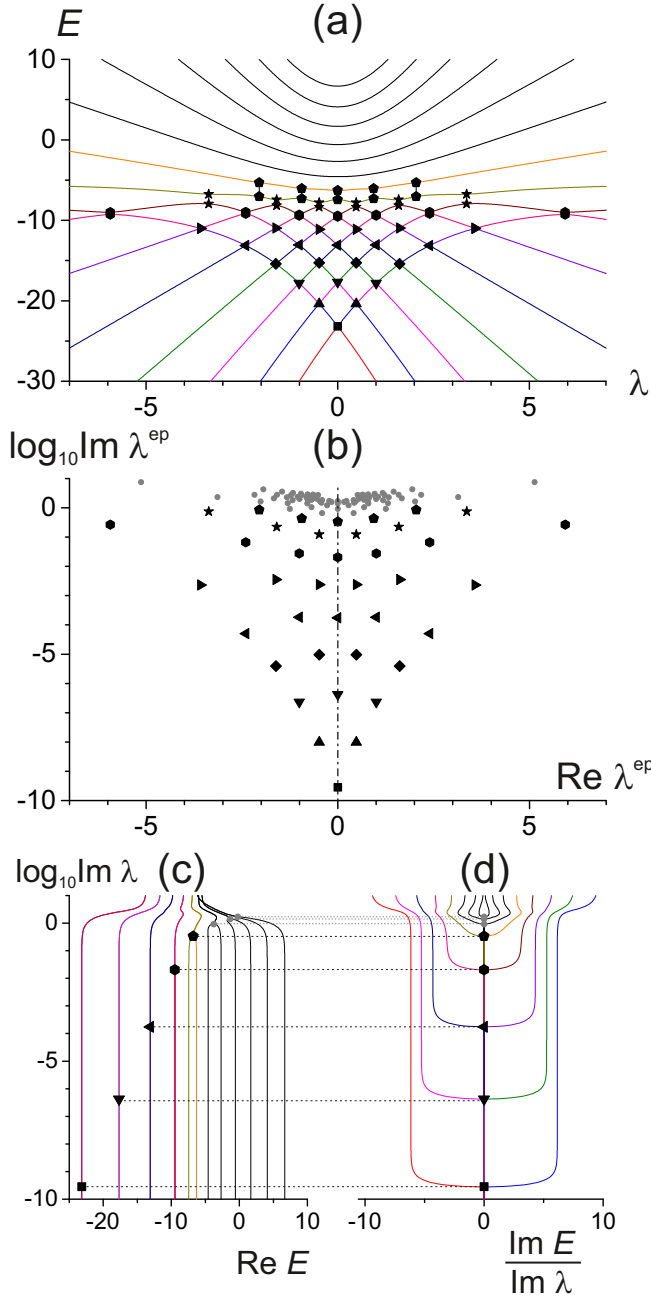 E (a)
10
0
-10
-20
-30
-5 0 5 λ
log₁₀Im λᵉᵖ (b)
0
-5
-10
-5 0 5
Re λᵉᵖ
log₁₀Im λ (c) (d)
0
-5
-10
-20 -10 0 10 -10 0 10
Re E
Im E
Im λ